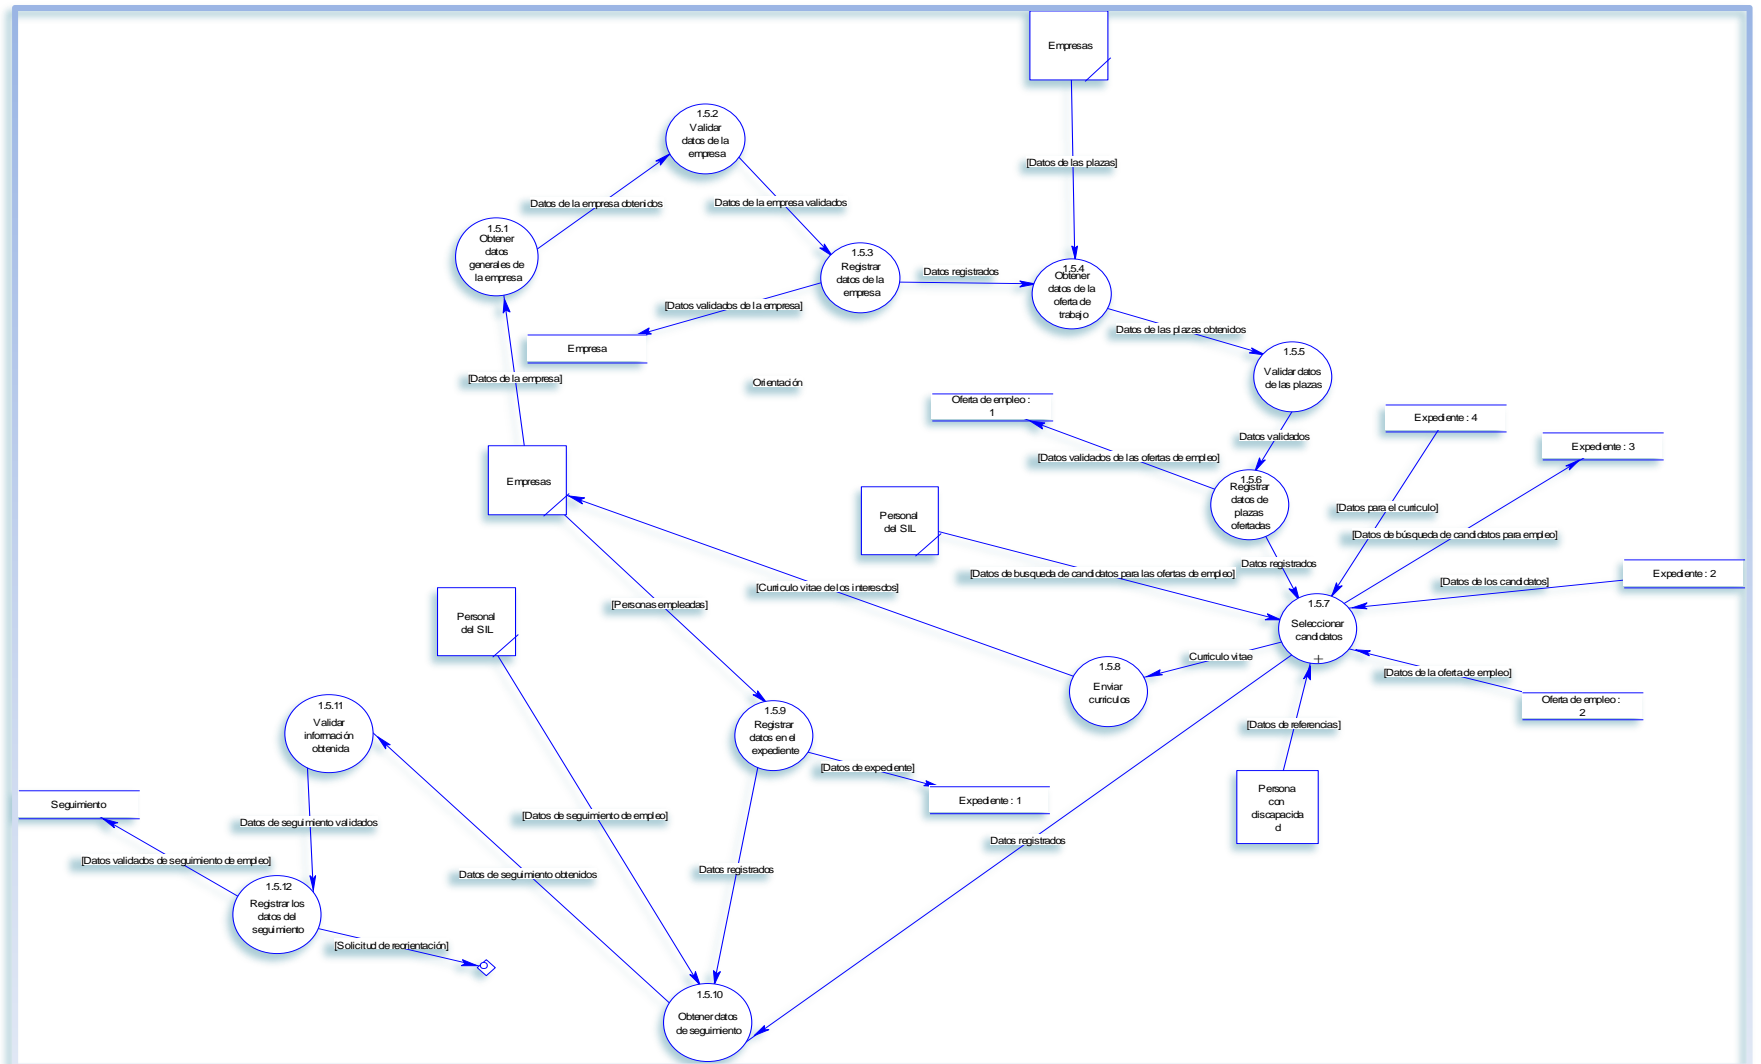 Empresas
1.5.2
Validar
datos de la
empresa
[Datos de las plazas]
Datos de la empresa obtenidos
Datos de la empresa validados
1.5.1
Obtener
datos
generales de
la empresa
1.5.3
Registrar
datos de la
empresa
Datos registrados
1.5.4
Obtener
datos de la
oferta de
trabajo
[Datos validados de la empresa]
Datos de las plazas obtenidos
Empresa
1.5.5
Validar datos
de las plazas
[Datos de la empresa]
Orientación
Oferta de empleo :
1
Expediente : 4
Datos validados
Expediente : 3
[Datos validados de las ofertas de empleo]
Empresas
1.5.6
Registrar
datos de
plazas
ofertadas
Personal
del SIL
[Datos para el curriculo]
[Datos de búsqueda de candidatos para empleo]
Datos registrados
[Datos de busqueda de candidatos para las ofertas de empleo]
Expediente : 2
[Datos de los candidatos]
[Curriculo vitae de los interesdos]
[Personas empleadas]
1.5.7
Seleccionar
candidatos
Personal
del SIL
Curriculo vitae
1.5.8
Enviar
curriculos
[Datos de la oferta de empleo]
Oferta de empleo :
2
1.5.11
Validar
información
obtenida
1.5.9
Registrar
datos en el
expediente
[Datos de referencias]
[Datos de expediente]
Expediente : 1
Persona
con
discapacida
d
Seguimiento
[Datos de seguimiento de empleo]
Datos de seguimiento validados
Datos registrados
[Datos validados de seguimiento de empleo]
Datos de seguimiento obtenidos
Datos registrados
1.5.12
Registrar los
datos del
seguimiento
[Solicitud de reorientación]
1.5.10
Obtener datos
de seguimiento